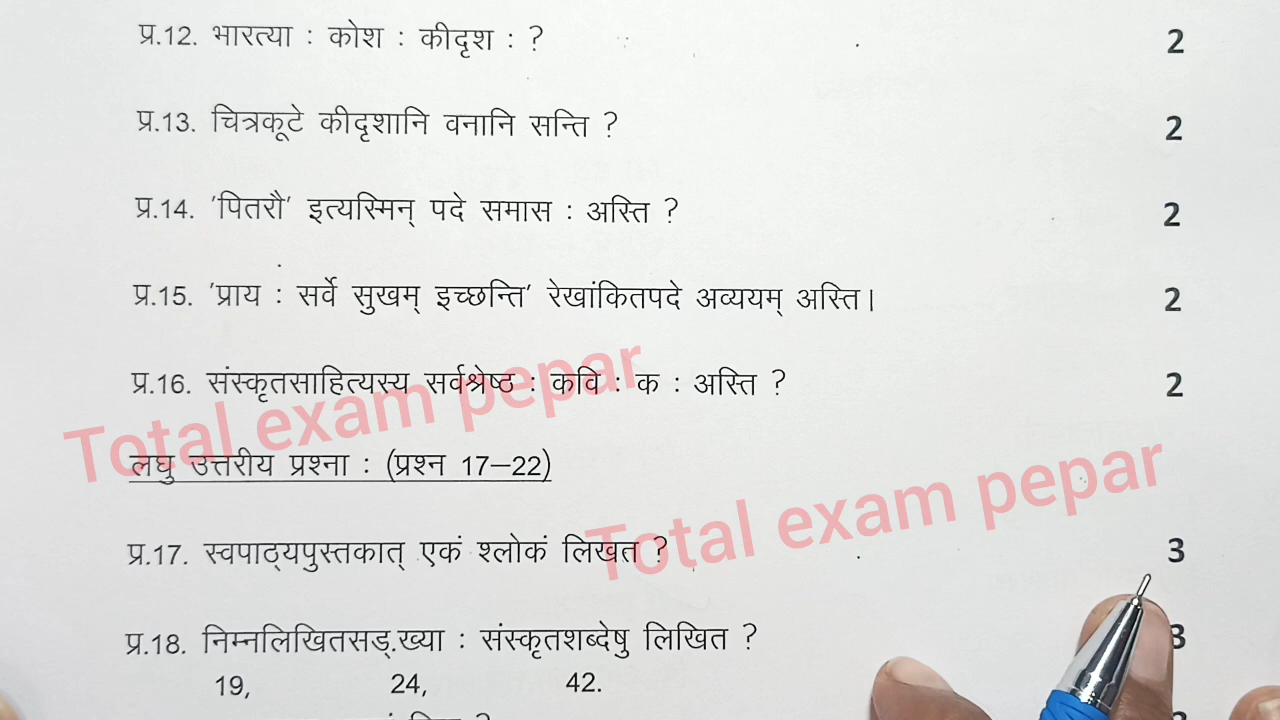 प्र.12. भारत्या : कोश : कीदृश : ? 2
प्र.13. चित्रकूटे कीदृशानि वनानि सन्ति ? 2
प्र.14. 'पितरौ' इत्यस्मिन् पदे समास : अस्ति ? 2
प्र.15. 'प्राय : सर्वे सुखम् इच्छन्ति' रेखांकितपदे अव्ययम् अस्ति। 2
प्र.16. संस्कृतसाहित्यस्य सर्वश्रेष्ठ : कवि : क : अस्ति ? 2
Total exam pepar
लघु उत्तरीय प्रश्ना : (प्रश्न 17–22)
Total exam pepar
प्र.17. स्वपाठ्यपुस्तकात् एकं श्लोकं लिखत ? 3
प्र.18. निम्नलिखितसड्.ख्या : संस्कृतशब्देषु लिखित ? 3
19, 24, 42.